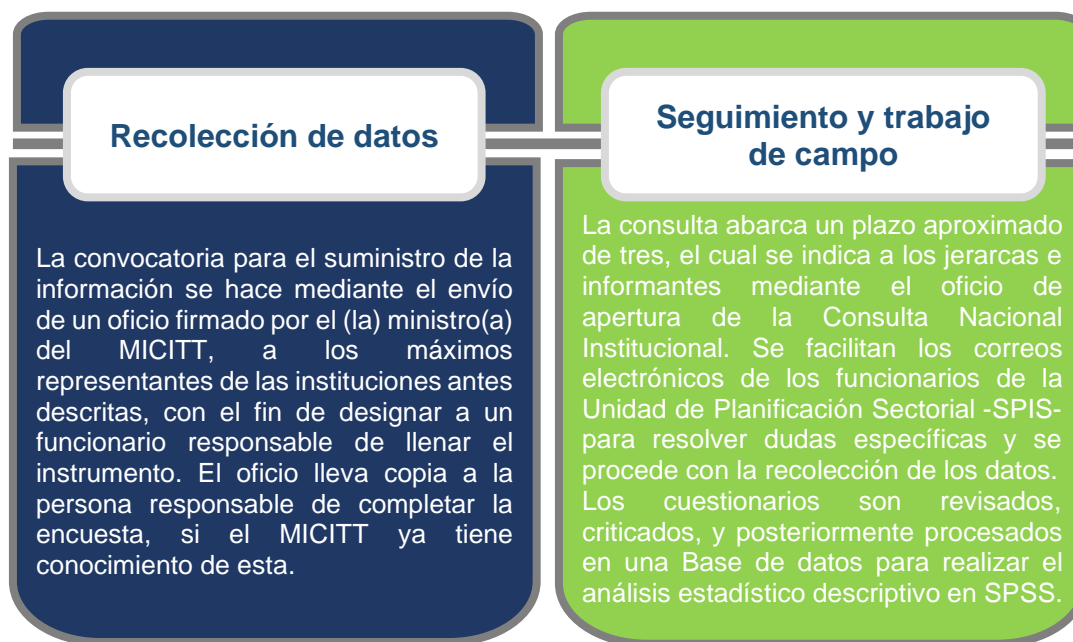 Recolección de datos
La convocatoria para el suministro de la
información se hace mediante el envío
de un oficio firmado por el (la) ministro(a)
del MICITT, a los máximos
representantes de las instituciones antes
descritas, con el fin de designar a un
funcionario responsable de llenar el
instrumento. El oficio lleva copia a la
persona responsable de completar la
encuesta, si el MICITT ya tiene
conocimiento de esta.
Seguimiento y trabajo
de campo
La consulta abarca un plazo aproximado
de tres, el cual se indica a los jerarcas e
informantes mediante el oficio de
apertura de la Consulta Nacional
Institucional. Se facilitan los correos
electrónicos de los funcionarios de la
Unidad de Planificación Sectorial -SPIS-
para resolver dudas específicas y se
procede con la recolección de los datos.
Los cuestionarios son revisados,
criticados, y posteriormente procesados
en una Base de datos para realizar el
análisis estadístico descriptivo en SPSS.